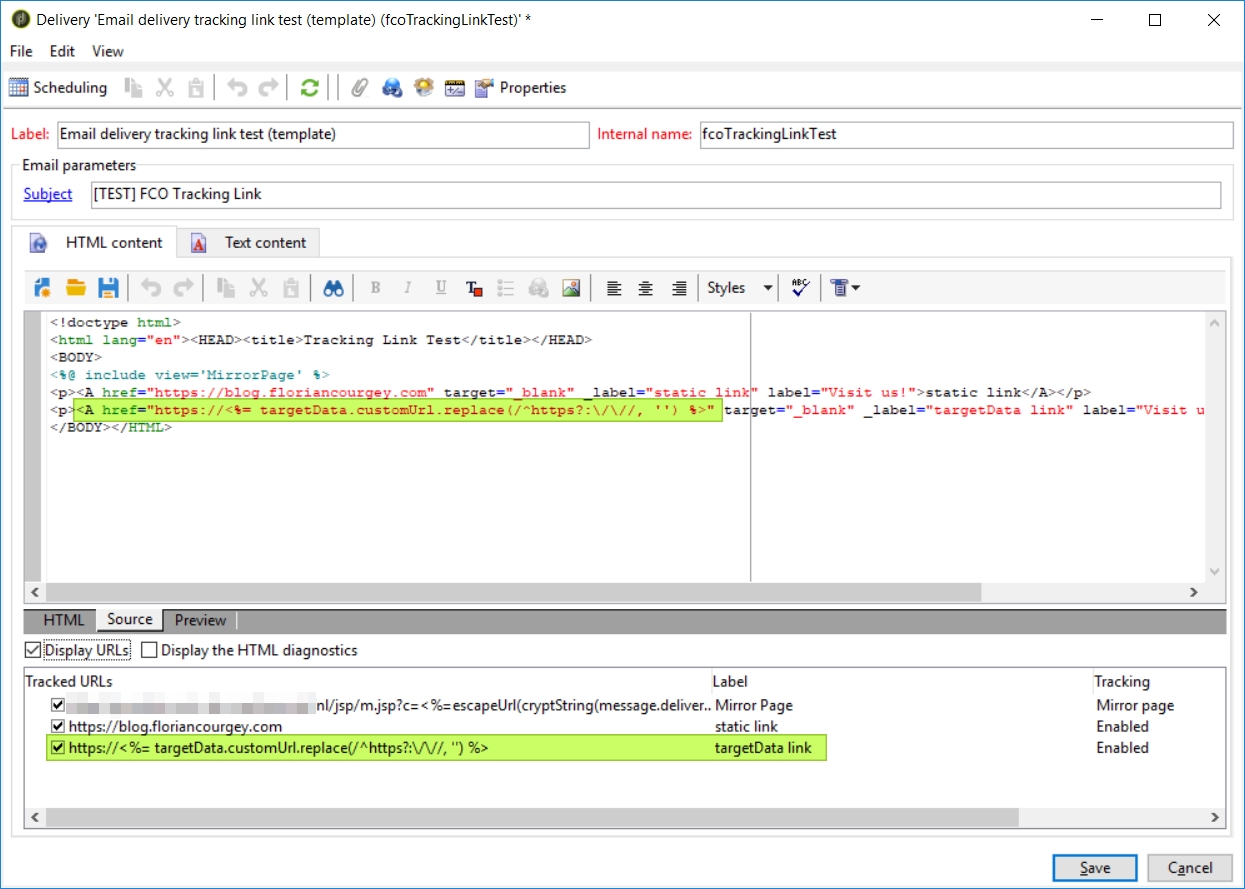 Delivery 'Email delivery tracking link test (template) (fcoTrackingLinkTest)' *
File Edit View
Scheduling Properties
Label: Email delivery tracking link test (template) Internal name: fcoTrackingLinkTest
Email parameters
Subject [TEST] FCO Tracking Link
HTML content Text content
B I U T Styles ABC
<!doctype html>
<html lang="en"><HEAD><title>Tracking Link Test</title></HEAD>
<BODY>
<%@ include view='MirrorPage' %>
<p><A href="https://blog.floriancourgey.com" target="_blank" _label="static link" label="Visit us!">static link</A></p>
<p><A href="https://<%= targetData.customUrl.replace(/^https?:\/\//, '') %>" target="_blank" _label="targetData link" label="Visit u
</BODY></HTML>
HTML Source Preview
Display URLs Display the HTML diagnostics
Tracked URLs Label Tracking
nl/jsp/m.jsp?c=<%=escapeUrl(cryptString(message.deliver... Mirror Page Mirror page
https://blog.floriancourgey.com static link Enabled
https://<%= targetData.customUrl.replace(/^https?:\/\//, '') %> targetData link Enabled
Save Cancel